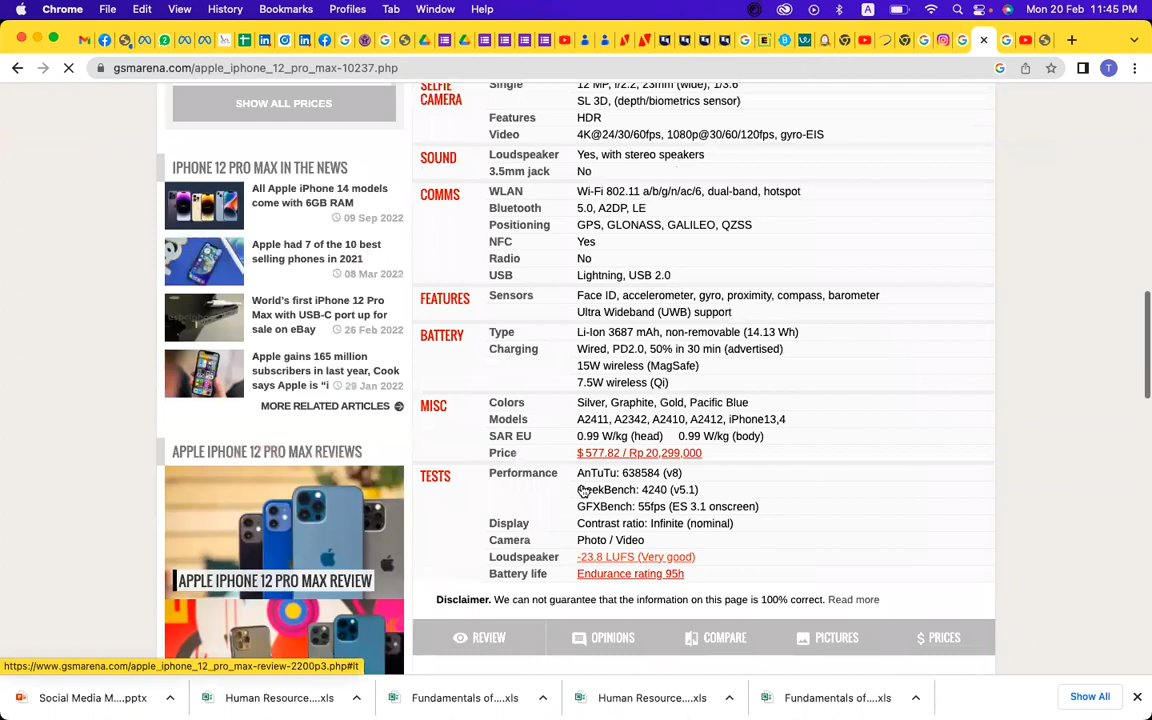 Chrome File Edit View History Bookmarks Profiles Tab Window Help A Mon 20 Feb 11:45 PM
gsmarena.com/apple_iphone_12_pro_max-10237.php T
SHOW ALL PRICES
IPHONE 12 PRO MAX IN THE NEWS
All Apple iPhone 14 models
come with 6GB RAM
09 Sep 2022
Apple had 7 of the 10 best
selling phones in 2021
08 Mar 2022
World's first iPhone 12 Pro
Max with USB-C port up for
sale on eBay 26 Feb 2022
Apple gains 165 million
subscribers in last year, Cook
says Apple is “i 29 Jan 2022
MORE RELATED ARTICLES
APPLE IPHONE 12 PRO MAX REVIEWS
APPLE IPHONE 12 PRO MAX REVIEW
SELFIE CAMERA Single 12 MP, f/2.2, 23mm (wide), 1/3.6
SL 3D, (depth/biometrics sensor)
Features HDR
Video 4K@24/30/60fps, 1080p@30/60/120fps, gyro-EIS
SOUND Loudspeaker Yes, with stereo speakers
3.5mm jack No
COMMS WLAN Wi-Fi 802.11 a/b/g/n/ac/6, dual-band, hotspot
Bluetooth 5.0, A2DP, LE
Positioning GPS, GLONASS, GALILEO, QZSS
NFC Yes
Radio No
USB Lightning, USB 2.0
FEATURES Sensors Face ID, accelerometer, gyro, proximity, compass, barometer
Ultra Wideband (UWB) support
BATTERY Type Li-Ion 3687 mAh, non-removable (14.13 Wh)
Charging Wired, PD2.0, 50% in 30 min (advertised)
15W wireless (MagSafe)
7.5W wireless (Qi)
MISC Colors Silver, Graphite, Gold, Pacific Blue
Models A2411, A2342, A2410, A2412, iPhone13,4
SAR EU 0.99 W/kg (head) 0.99 W/kg (body)
Price $ 577.82 / Rp 20,299,000
TESTS Performance AnTuTu: 638584 (v8)
GeekBench: 4240 (v5.1)
GFXBench: 55fps (ES 3.1 onscreen)
Display Contrast ratio: Infinite (nominal)
Camera Photo / Video
Loudspeaker -23.8 LUFS (Very good)
Battery life Endurance rating 95h
Disclaimer. We can not guarantee that the information on this page is 100% correct. Read more
REVIEW OPINIONS COMPARE PICTURES $ PRICES
https://www.gsmarena.com/apple_iphone_12_pro_max-review-2200p3.php#lt
Social Media M....pptx Human Resource....xls Fundamentals of....xls Human Resource....xls Fundamentals of....xls Show All